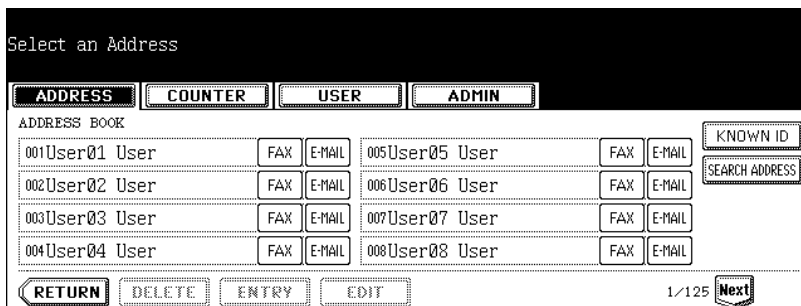 Select an Address
ADDRESS COUNTER USER ADMIN
ADDRESS BOOK
KNOWN ID
SEARCH ADDRESS
001User01 User FAX E-MAIL 005User05 User FAX E-MAIL
002User02 User FAX E-MAIL 006User06 User FAX E-MAIL
003User03 User FAX E-MAIL 007User07 User FAX E-MAIL
004User04 User FAX E-MAIL 008User08 User FAX E-MAIL
RETURN DELETE ENTRY EDIT 1/125 Next